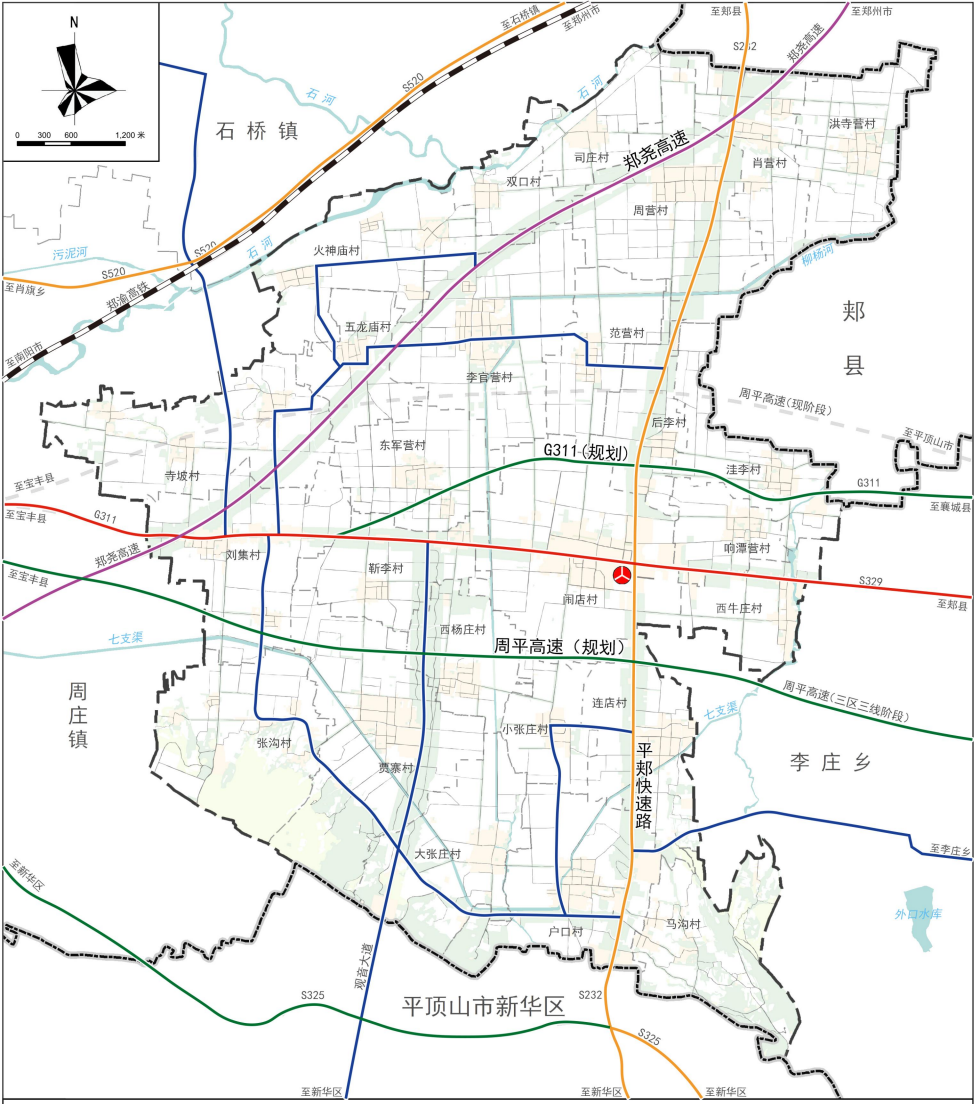 至石桥镇
至郑州市
至郏县
至郑州市
N
S520
S232
郑尧高速
0 300 600 1,200 米
石河
石河
石桥镇
洪寺营村
司庄村
郑尧高速
肖营村
双口村
周营村
火神庙村
石河
污泥河
S520
柳杨河
S520
至肖旗乡
郑渝高铁
郏县
五龙庙村
范营村
至南阳市
李官营村
周平高速(现阶段)
后李村
至平顶山市
东军营村
G311(规划)
洼李村
寺坡村
至宝丰县
G311
至襄城县
至宝丰县
G311
郑尧高速
刘集村
响潭营村
靳李村
至宝丰县
S329
闹店村
西牛庄村
至郏县
西杨庄村
七支渠
周平高速（规划）
周庄镇
连店村
周平高速(三区三线阶段)
七支渠
小张庄村
张沟村
李庄乡
贾寨村
平郏快速路
大张庄村
至李庄乡
至新华区
外口水库
马沟村
户口村
观音大道
S325
平顶山市新华区
S232
S325
至新华区
至新华区
至新华区